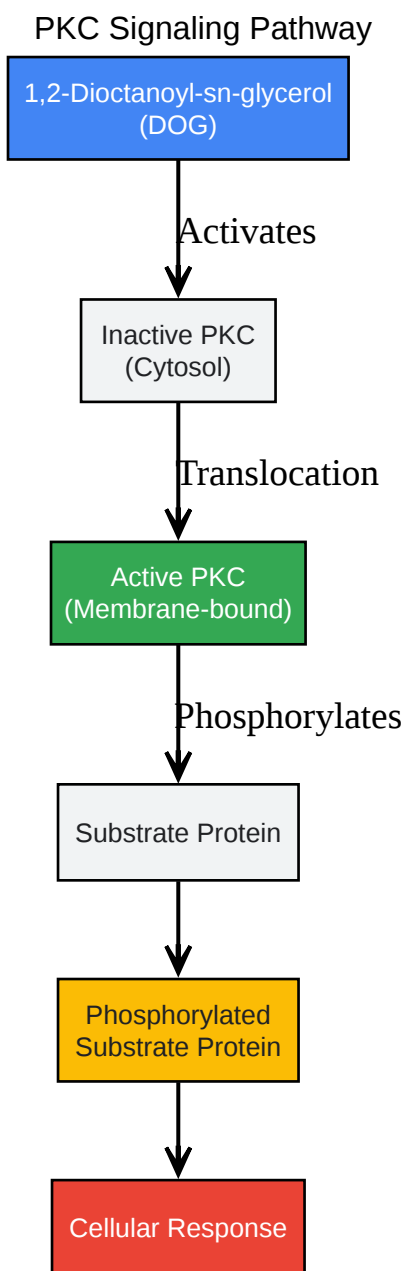 PKC Signaling Pathway
1,2-Dioctanoyl-sn-glycerol
(DOG)
Activates
Inactive PKC
(Cytosol)
Translocation
Active PKC
(Membrane-bound)
Phosphorylates
Substrate Protein
Phosphorylated
Substrate Protein
Cellular Response